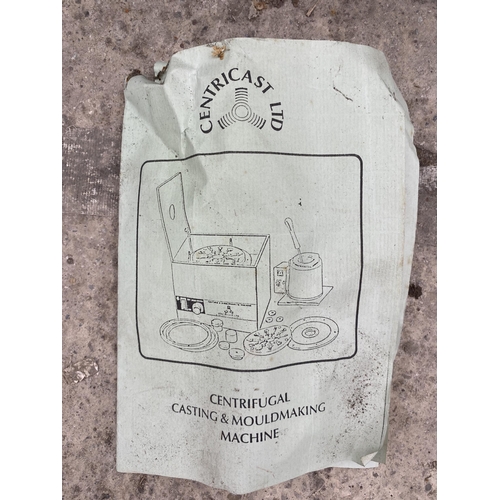 CENTRICAST LTD
CENTRIFUGAL
CASTING & MOULDMAKING
MACHINE